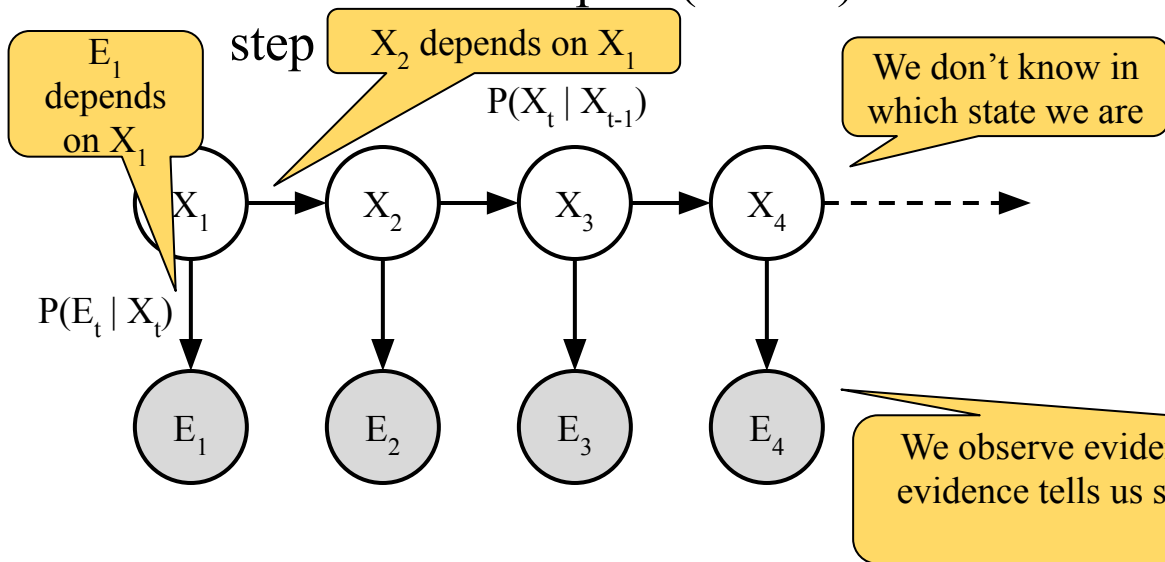 step
E₁
depends
on X₁
X₂ depends on X₁
We don’t know in
which state we are
P(Xₜ | Xₜ₋₁)
X₁
X₂
X₃
X₄
P(Eₜ | Xₜ)
E₁
E₂
E₃
E₄
We observe
evidence tells us